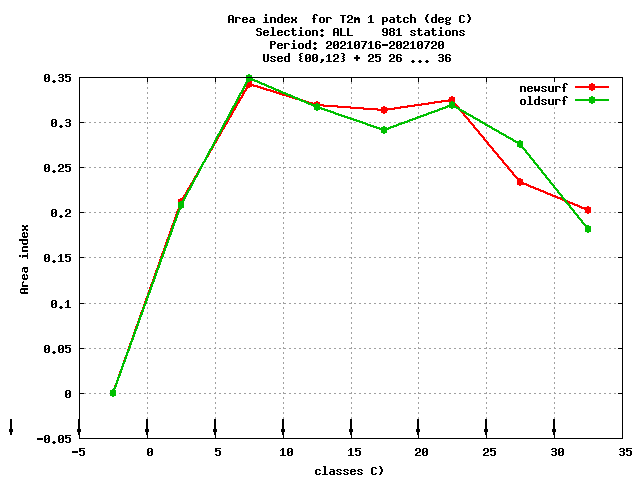 Area index  for T2m 1 patch (deg C)
Selection: ALL    981 stations
Period: 20210716-20210720
Used {00,12} + 25 26 ... 36
newsurf
oldsurf
0.35
0.3
0.25
0.2
0.15
0.1
0.05
0
-0.05
Area index
-5 0 5 10 15 20 25 30 35
classes C)